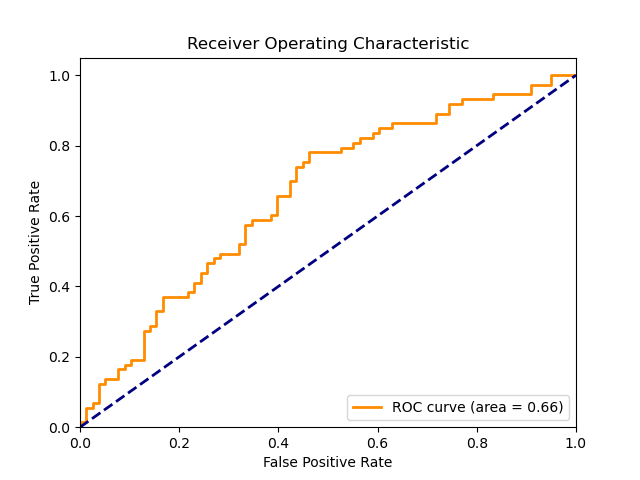 Receiver Operating Characteristic
1.0
0.8
0.6
0.4
0.2
0.0
True Positive Rate
ROC curve (area = 0.66)
0.0 0.2 0.4 0.6 0.8 1.0
False Positive Rate